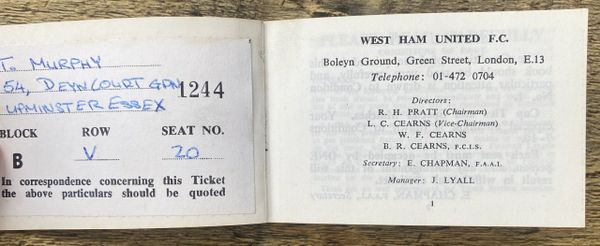 T. MURPHY
54, DEYNCOURT GDN
UPMINSTER ESSEX
1244
BLOCK ROW SEAT NO.
B V 20
In correspondence concerning this Ticket
the above particulars should be quoted
WEST HAM UNITED F.C.
Boleyn Ground, Green Street, London, E.13
Telephone: 01-472 0704
Directors:
R. H. PRATT (Chairman)
L. C. CEARNS (Vice-Chairman)
W. F. CEARNS
B. R. CEARNS, F.C.I.S.
Secretary: E. CHAPMAN, F.A.A.I.
Manager: J. LYALL
1